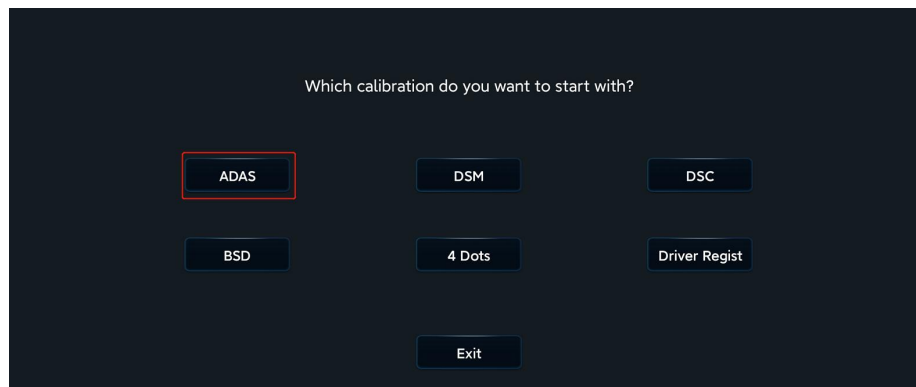 Which calibration do you want to start with?
ADAS DSM DSC
BSD 4 Dots Driver Regist
Exit